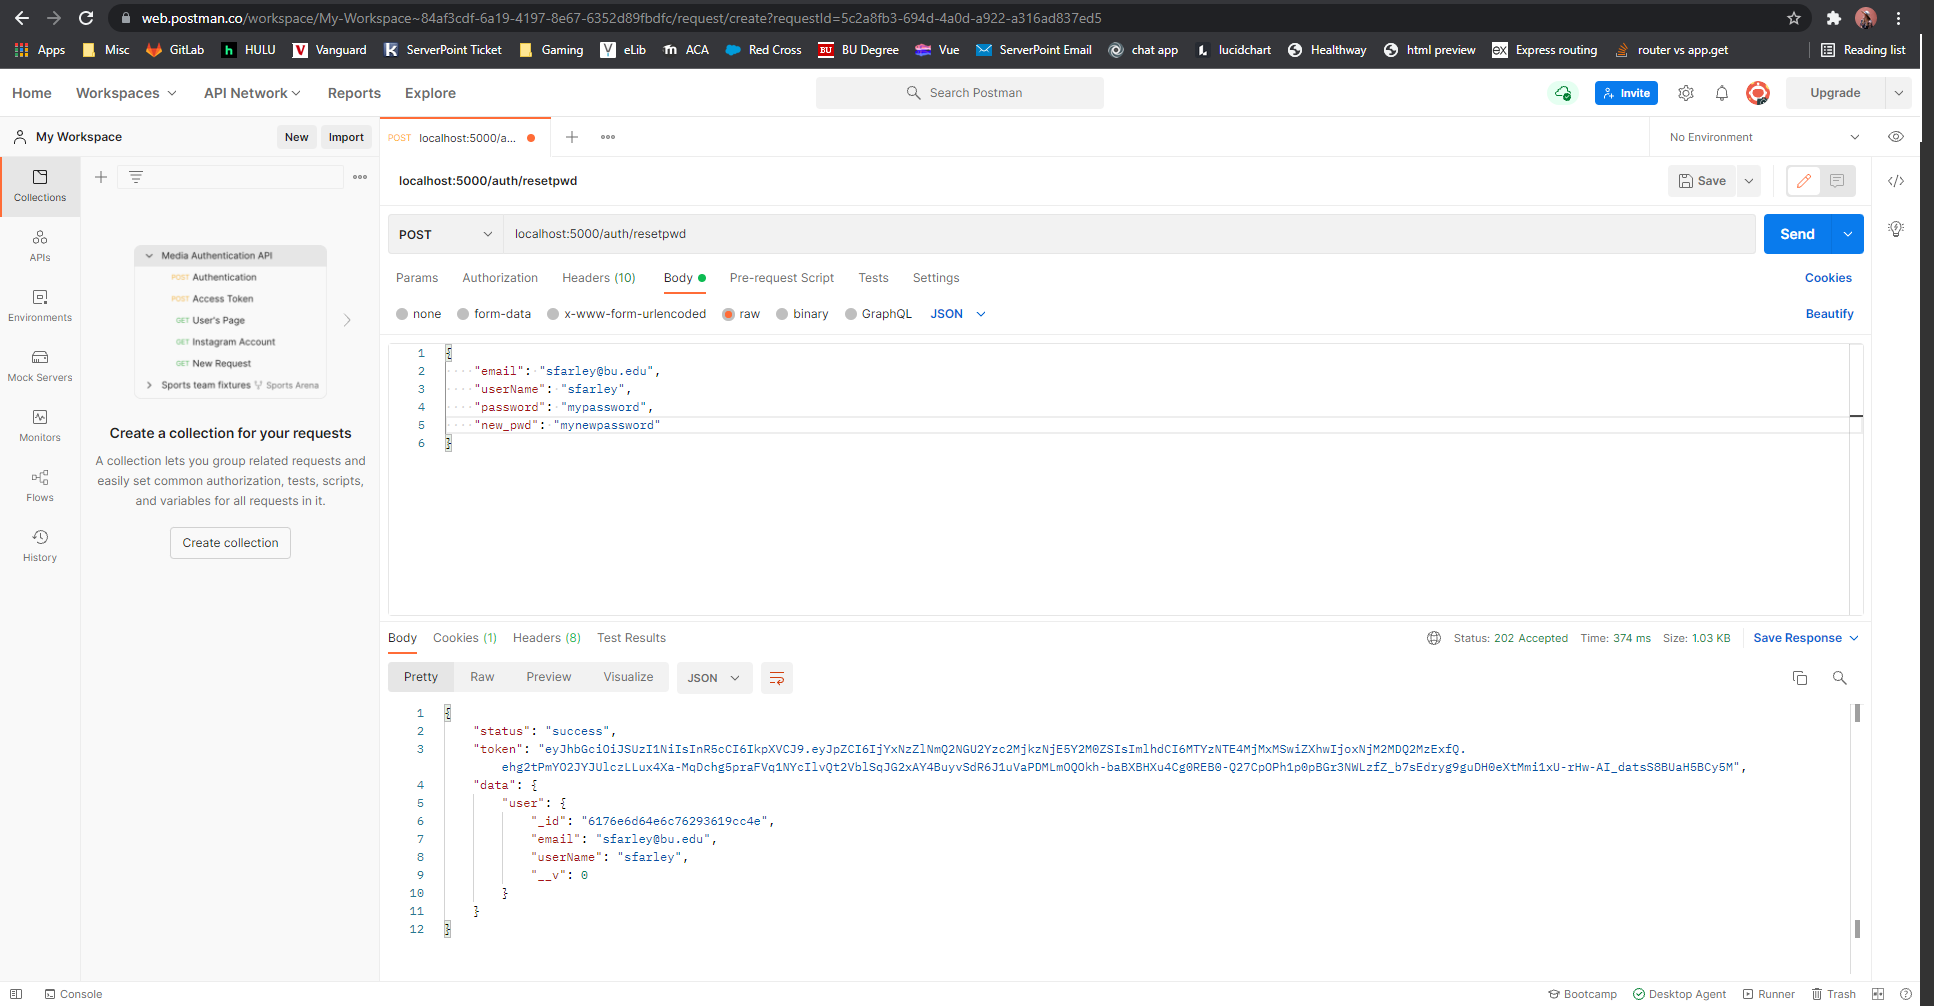 web.postman.co/workspace/My-Workspace~84af3cdf-6a19-4197-8e67-6352d89fbdfc/request/create?requestId=5c2a8fb3-694d-4a0d-a922-a316ad837ed5
Apps Misc GitLab HULU Vanguard ServerPoint Ticket Gaming eLib ACA Red Cross BU Degree Vue ServerPoint Email chat app lucidchart Healthway html preview Express routing router vs app.get Reading list
Home Workspaces API Network Reports Explore Search Postman Invite Upgrade
My Workspace New Import POST localhost:5000/a... No Environment
Collections
APIs
Environments
Mock Servers
Monitors
Flows
History
Media Authentication API
POST Authentication
POST Access Token
GET User's Page
GET Instagram Account
GET New Request
Sports team fixtures Sports Arena
Create a collection for your requests
A collection lets you group related requests and
easily set common authorization, tests, scripts,
and variables for all requests in it.
Create collection
localhost:5000/auth/resetpwd Save
POST localhost:5000/auth/resetpwd Send
Params Authorization Headers (10) Body Pre-request Script Tests Settings Cookies
none form-data x-www-form-urlencoded raw binary GraphQL JSON Beautify
1 {
2 "email": "sfarley@bu.edu",
3 "userName": "sfarley",
4 "password": "mypassword",
5 "new_pwd": "mynewpassword"
6 }
Body Cookies (1) Headers (8) Test Results Status: 202 Accepted Time: 374 ms Size: 1.03 KB Save Response
Pretty Raw Preview Visualize JSON
1 {
2 "status": "success",
3 "token": "eyJhbGciOiJSUzI1NiIsInR5cCI6IkpXVCJ9.eyJpZCI6IjYxNzZlNmQ2NGU2Yzc2MjkzNjE5Y2M0ZSIsImlhdCI6MTYzNTE4MjMxMSwiZXhwIjoxNjM2MDQ2MzExfQ.
ehg2tPmYO2JYJUlczLLux4Xa-MqDchg5praFVq1NYcIlvQt2VblSqJG2xAY4BuyvSdR6J1uVaPDMLmOQOkh-baBXBHXu4Cg0REB0-Q27CpOPh1p0pBGr3NWLzfZ_b7sEdryg9guDH0eXtMmi1xU-rHw-AI_datsS8BUaH5BCy5M",
4 "data": {
5 "user": {
6 "_id": "6176e6d64e6c76293619cc4e",
7 "email": "sfarley@bu.edu",
8 "userName": "sfarley",
9 "__v": 0
10 }
11 }
12 }
Console Bootcamp Desktop Agent Runner Trash